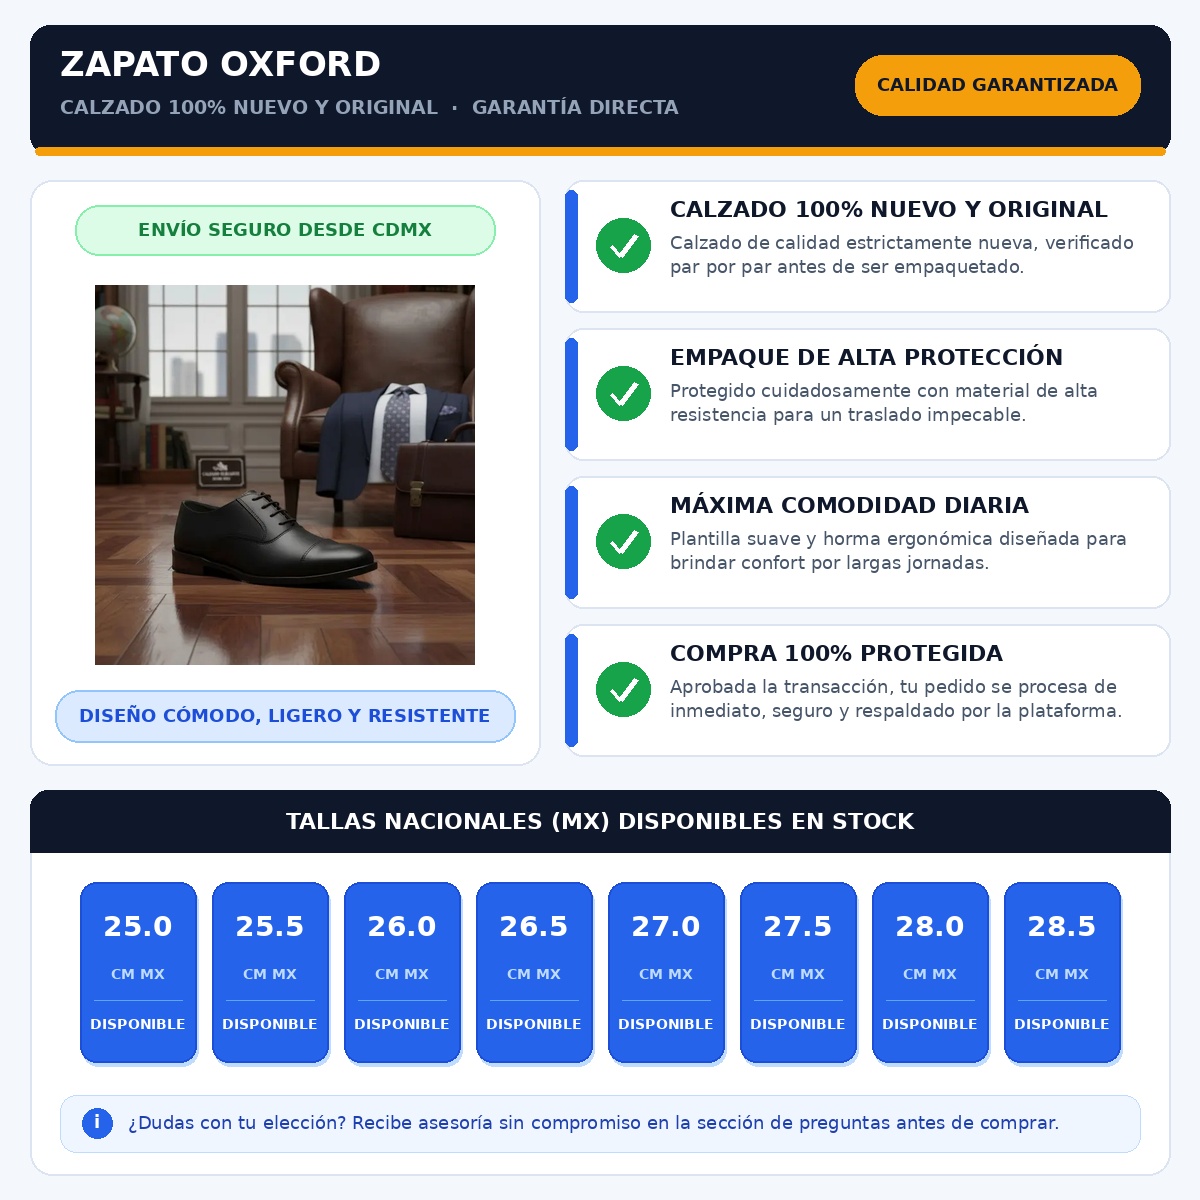 ZAPATO OXFORD
CALZADO 100% NUEVO Y ORIGINAL · GARANTÍA DIRECTA
CALIDAD GARANTIZADA
ENVÍO SEGURO DESDE CDMX
DISEÑO CÓMODO, LIGERO Y RESISTENTE
CALZADO 100% NUEVO Y ORIGINAL
Calzado de calidad estrictamente nueva, verificado
par por par antes de ser empaquetado.
EMPAQUE DE ALTA PROTECCIÓN
Protegido cuidadosamente con material de alta
resistencia para un traslado impecable.
MÁXIMA COMODIDAD DIARIA
Plantilla suave y horma ergonómica diseñada para
brindar confort por largas jornadas.
COMPRA 100% PROTEGIDA
Aprobada la transacción, tu pedido se procesa de
inmediato, seguro y respaldado por la plataforma.
TALLAS NACIONALES (MX) DISPONIBLES EN STOCK
25.0 25.5 26.0 26.5 27.0 27.5 28.0 28.5
CM MX CM MX CM MX CM MX CM MX CM MX CM MX CM MX
DISPONIBLE DISPONIBLE DISPONIBLE DISPONIBLE DISPONIBLE DISPONIBLE DISPONIBLE DISPONIBLE
i ¿Dudas con tu elección? Recibe asesoría sin compromiso en la sección de preguntas antes de comprar.